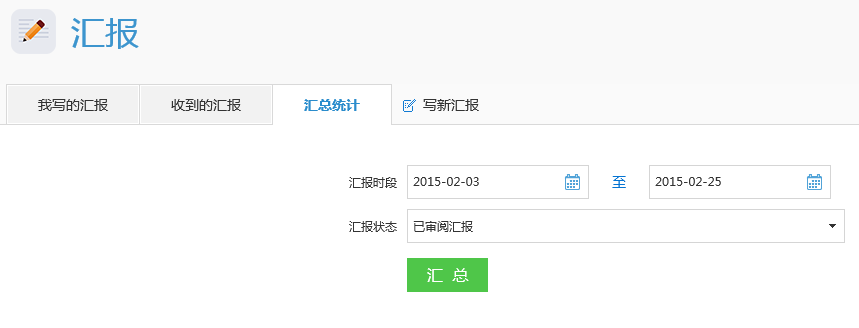 汇报
我写的汇报 收到的汇报 汇总统计 写新汇报
汇报时段 2015-02-03 至 2015-02-25
汇报状态 已审阅汇报
汇 总